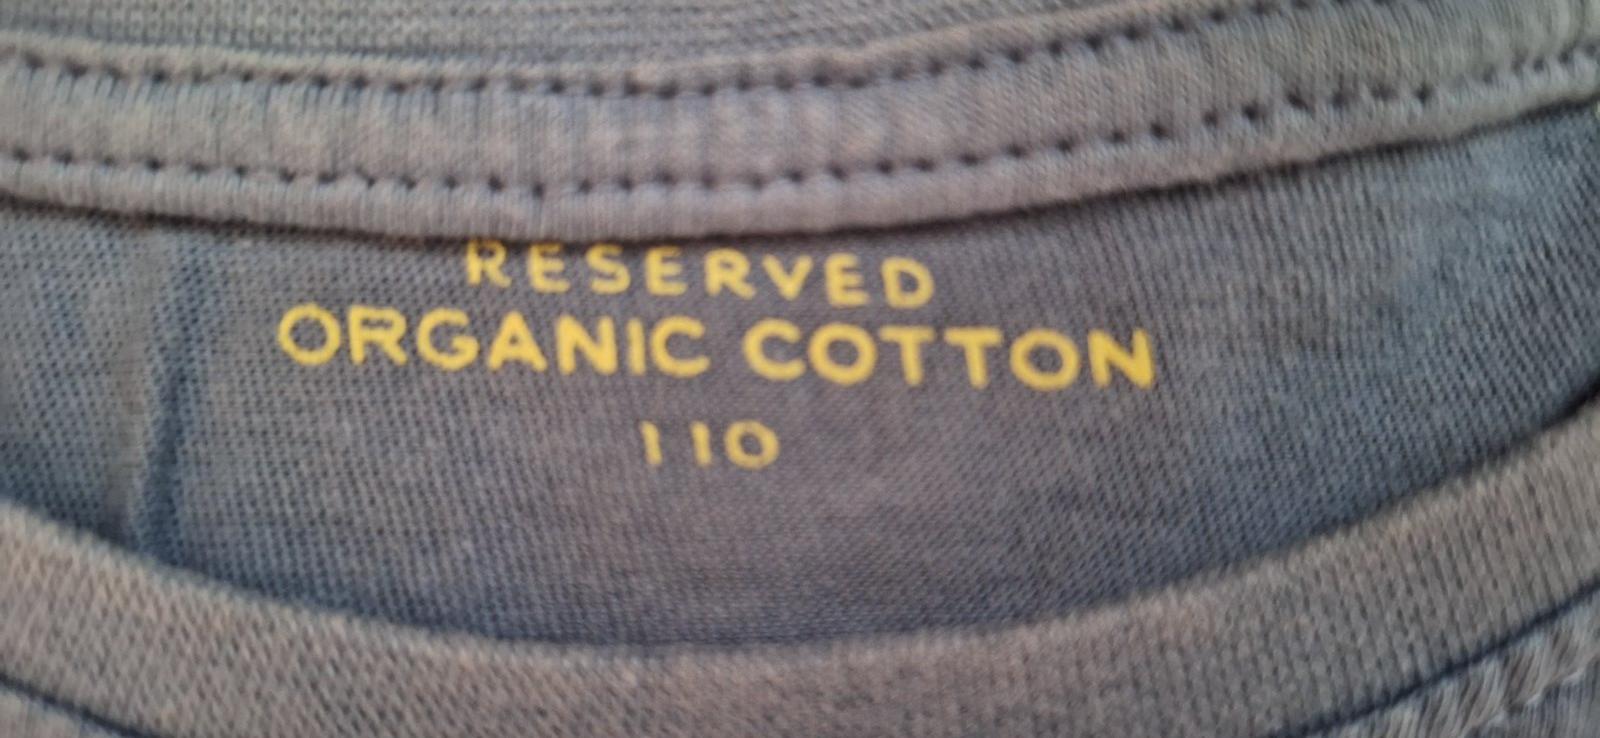 RESERVED
ORGANIC COTTON
110